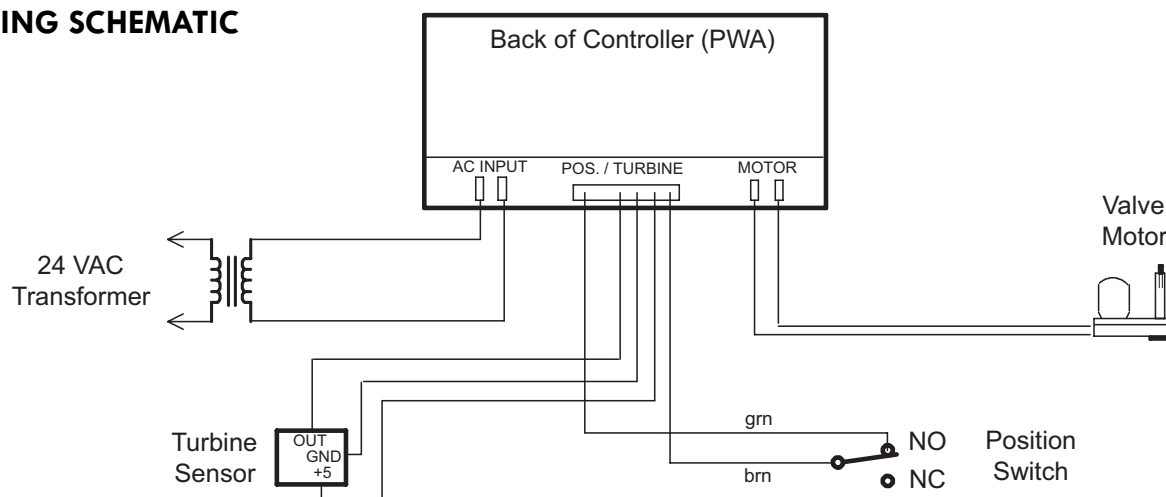 ING SCHEMATIC
Back of Controller (PWA)
AC INPUT
POS. / TURBINE
MOTOR
Valve
Motor
24 VAC
Transformer
Turbine
Sensor
OUT
GND
+5
grn
brn
NO
NC
Position
Switch